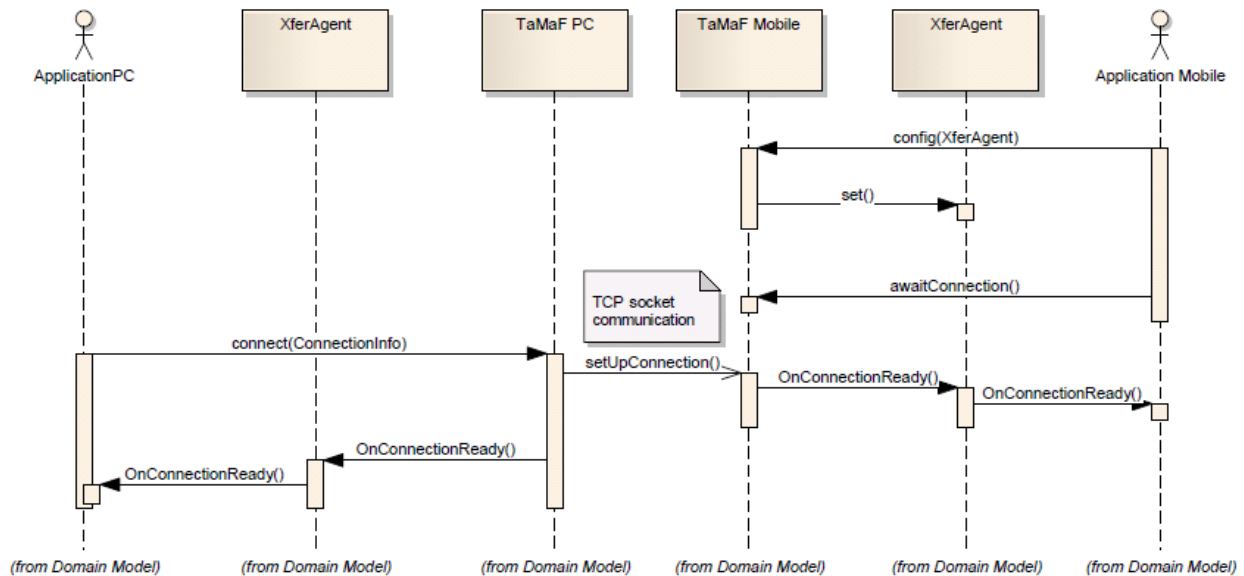 XferAgent
TaMaF PC
TaMaF Mobile
XferAgent
ApplicationPC
Application Mobile
config(XferAgent)
set()
awaitConnection()
TCP socket
communication
connect(ConnectionInfo)
setUpConnection()
OnConnectionReady()
OnConnectionReady()
OnConnectionReady()
OnConnectionReady()
(from Domain Model)
(from Domain Model)
(from Domain Model)
(from Domain Model)
(from Domain Model)
(from Domain Model)